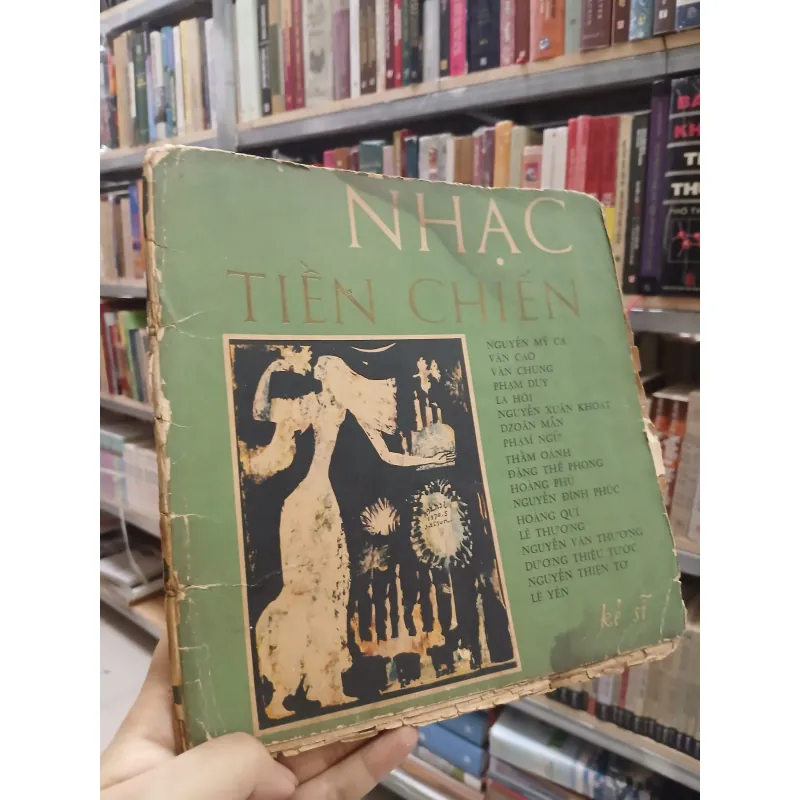 NHẠC
TIỀN CHIẾN
NGUYỄN MỸ CA
VĂN CAO
VĂN CHUNG
PHẠM DUY
LA HỐI
NGUYỄN XUÂN KHOÁT
DZOÃN MẪN
PHẠM NGỮ
THẨM OÁNH
ĐẶNG THẾ PHONG
HOÀNG PHÚ
NGUYỄN ĐÌNH PHÚC
HOÀNG QUÍ
LÊ THƯƠNG
NGUYỄN VĂN THƯƠNG
DƯƠNG THIỆU TƯỚC
NGUYỄN THIỆN TƠ
LÊ YÊN
kẻ sĩ